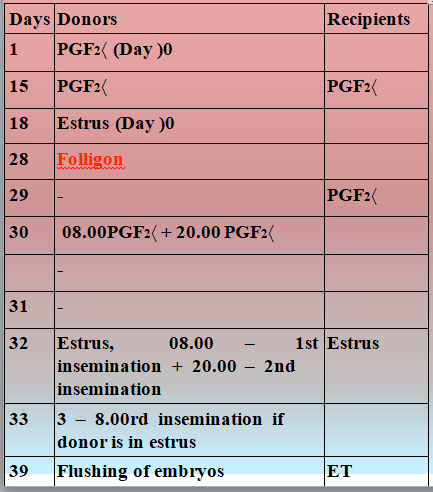 Days Donors Recipients
1 PGF2〈 (Day )0
15 PGF2〈 PGF2〈
18 Estrus (Day )0
28 Folligon
29 - PGF2〈
30 08.00PGF2〈 + 20.00 PGF2〈
-
31 -
32 Estrus, 08.00 – 1st Estrus
insemination + 20.00 – 2nd
insemination
33 3 – 8.00rd insemination if
donor is in estrus
39 Flushing of embryos ET